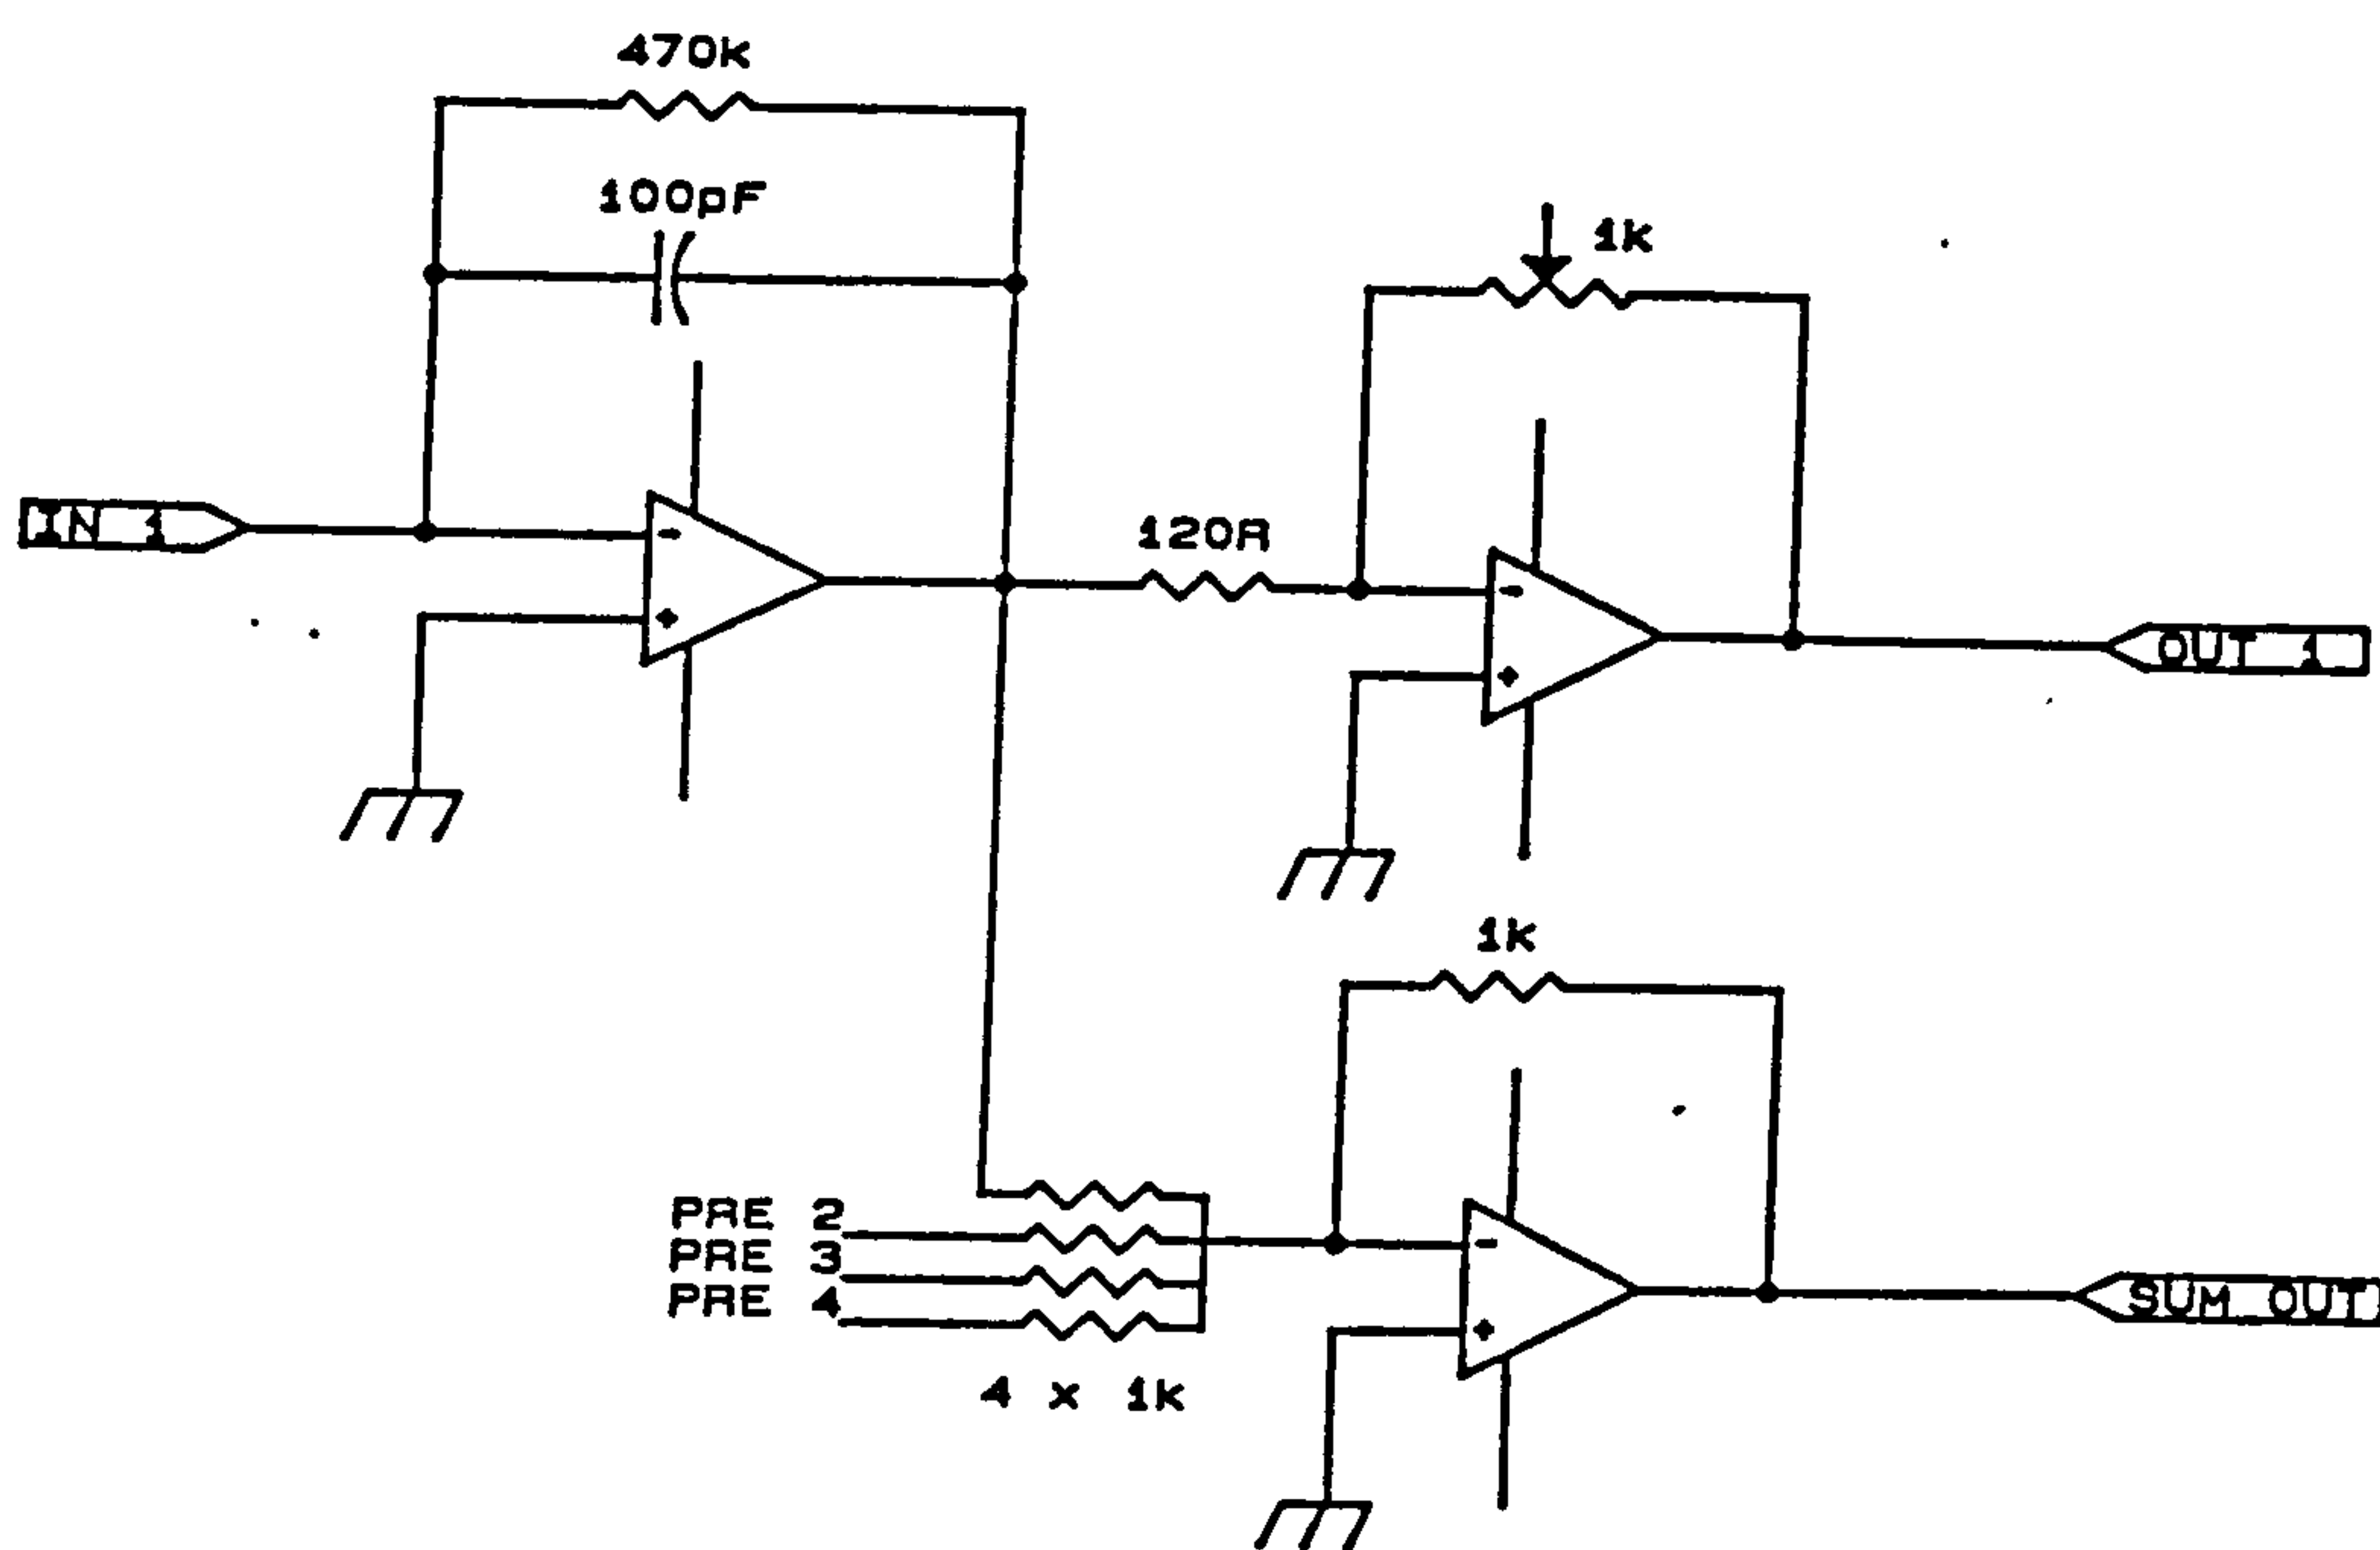 470k
100pF
1k
IN 1
120R
OUT 1
1k
PRE 2
PRE 3
PRE 4
SUM OUT
4 x 1k